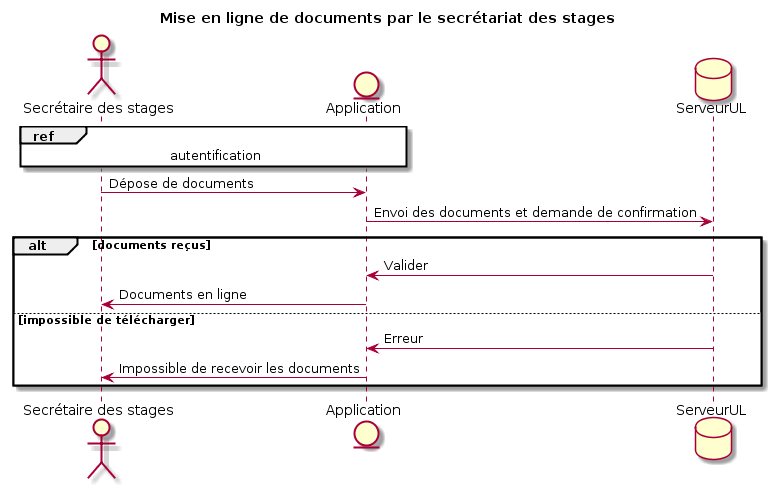 Mise en ligne de documents par le secrétariat des stages
Secrétaire des stages
Application
ServeurUL
ref
autentification
Dépose de documents
Envoi des documents et demande de confirmation
alt
[documents reçus]
Valider
Documents en ligne
[impossible de télécharger]
Erreur
Impossible de recevoir les documents
Secrétaire des stages
Application
ServeurUL